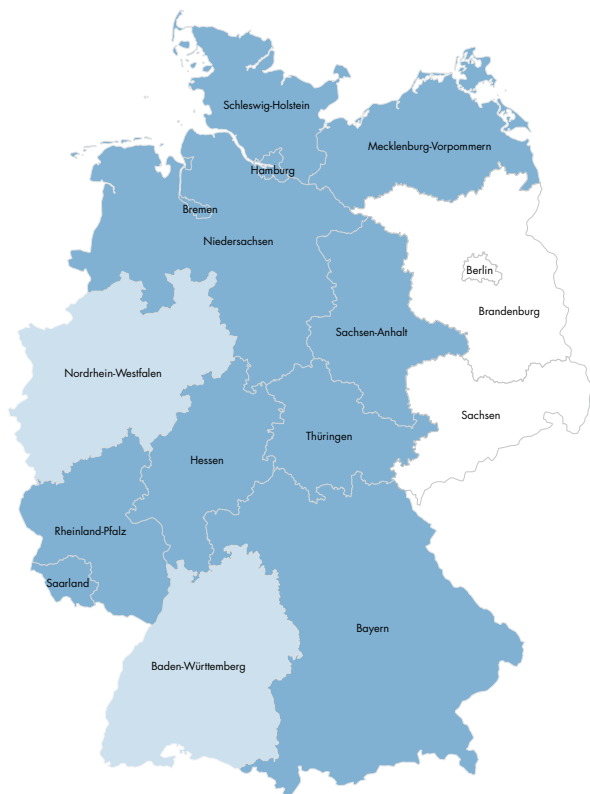 Schleswig-Holstein
Mecklenburg-Vorpommern
Hamburg
Bremen
Niedersachsen
Berlin
Brandenburg
Sachsen-Anhalt
Nordrhein-Westfalen
Sachsen
Thüringen
Hessen
Rheinland-Pfalz
Saarland
Bayern
Baden-Württemberg